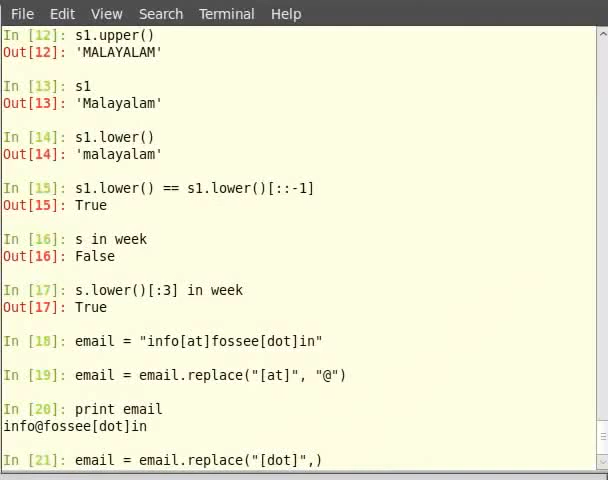 File Edit View Search Terminal Help
In [12]: s1.upper()
Out[12]: 'MALAYALAM'
In [13]: s1
Out[13]: 'Malayalam'
In [14]: s1.lower()
Out[14]: 'malayalam'
In [15]: s1.lower() == s1.lower()[::-1]
Out[15]: True
In [16]: s in week
Out[16]: False
In [17]: s.lower()[:3] in week
Out[17]: True
In [18]: email = "info[at]fossee[dot]in"
In [19]: email = email.replace("[at]", "@")
In [20]: print email
info@fossee[dot]in
In [21]: email = email.replace("[dot]",)